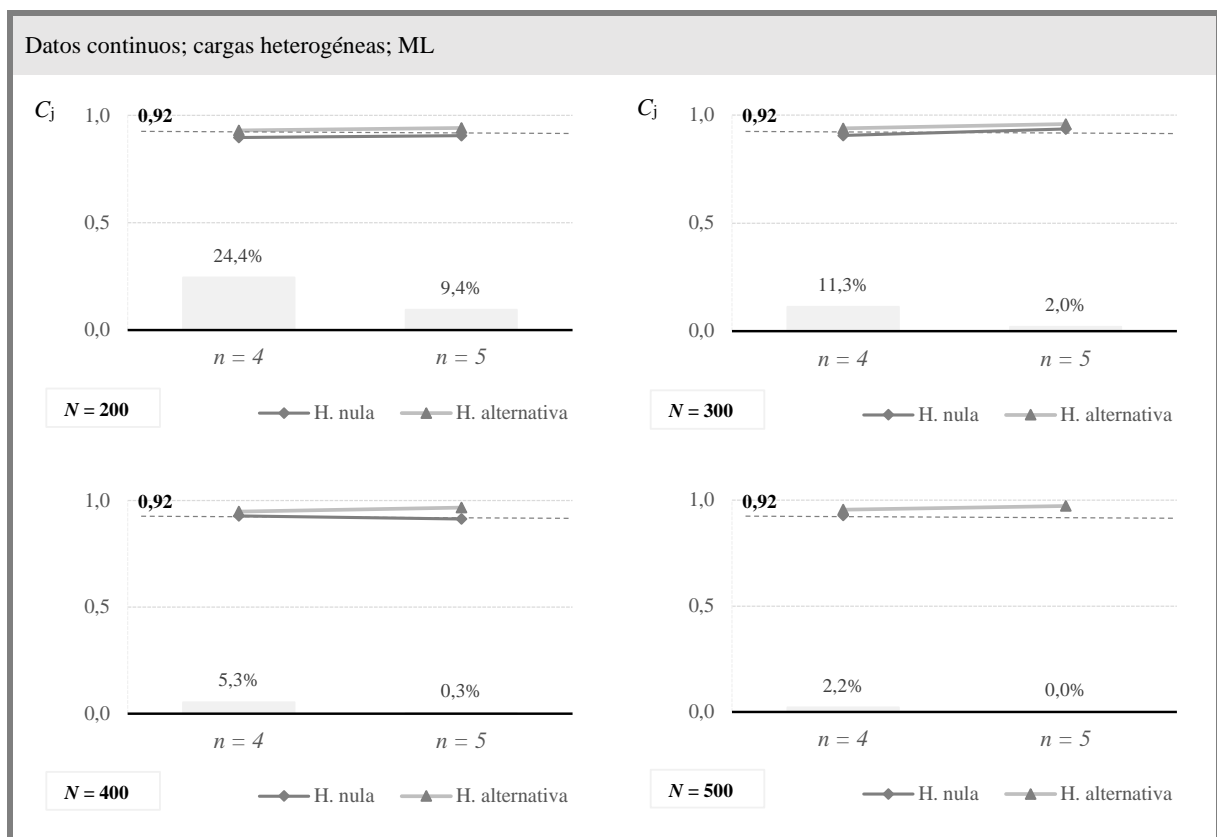 Datos continuos; cargas heterogéneas; ML
Cj
1,0
0,92
0,5
24,4%
9,4%
0,0
n = 4
n = 5
N = 200
H. nula
H. alternativa
Cj
1,0
0,92
0,5
11,3%
2,0%
0,0
n = 4
n = 5
N = 300
H. nula
H. alternativa
1,0
0,92
0,5
5,3%
0,3%
0,0
n = 4
n = 5
N = 400
H. nula
H. alternativa
1,0
0,92
0,5
2,2%
0,0%
0,0
n = 4
n = 5
N = 500
H. nula
H. alternativa